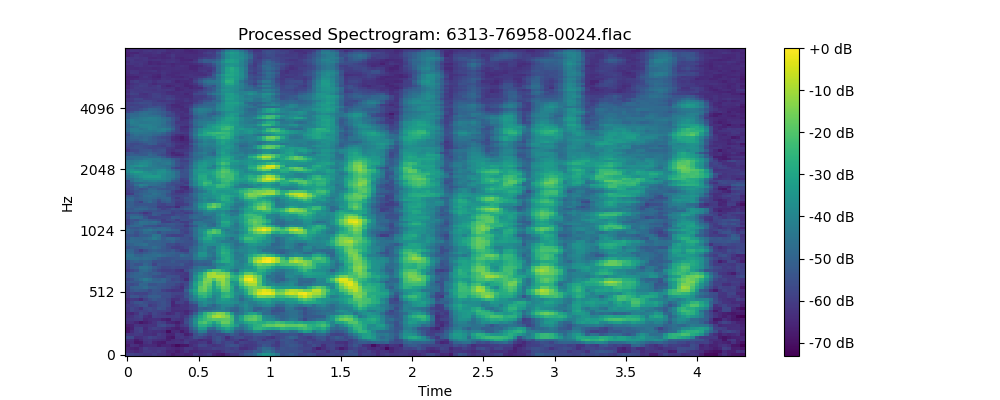 Processed Spectrogram: 6313-76958-0024.flac
Hz
4096
2048
1024
512
0
0 0.5 1 1.5 2 2.5 3 3.5 4
Time
+0 dB
-10 dB
-20 dB
-30 dB
-40 dB
-50 dB
-60 dB
-70 dB